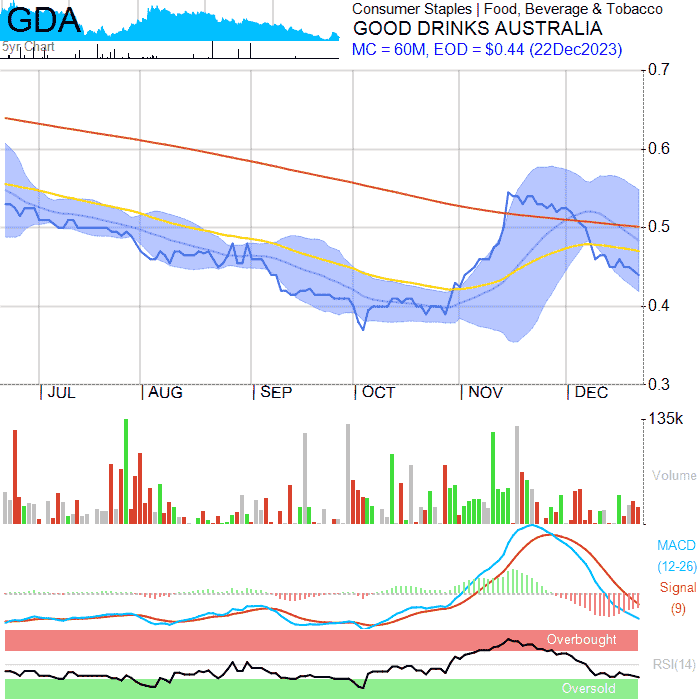 GDA
5yr Chart
Consumer Staples | Food, Beverage & Tobacco
GOOD DRINKS AUSTRALIA
MC = 60M, EOD = $0.44 (22Dec2023)
0.7
0.6
0.5
0.4
0.3
JUL AUG SEP OCT NOV DEC
135k
Volume
MACD
(12-26)
Signal
(9)
Overbought
RSI(14)
Oversold